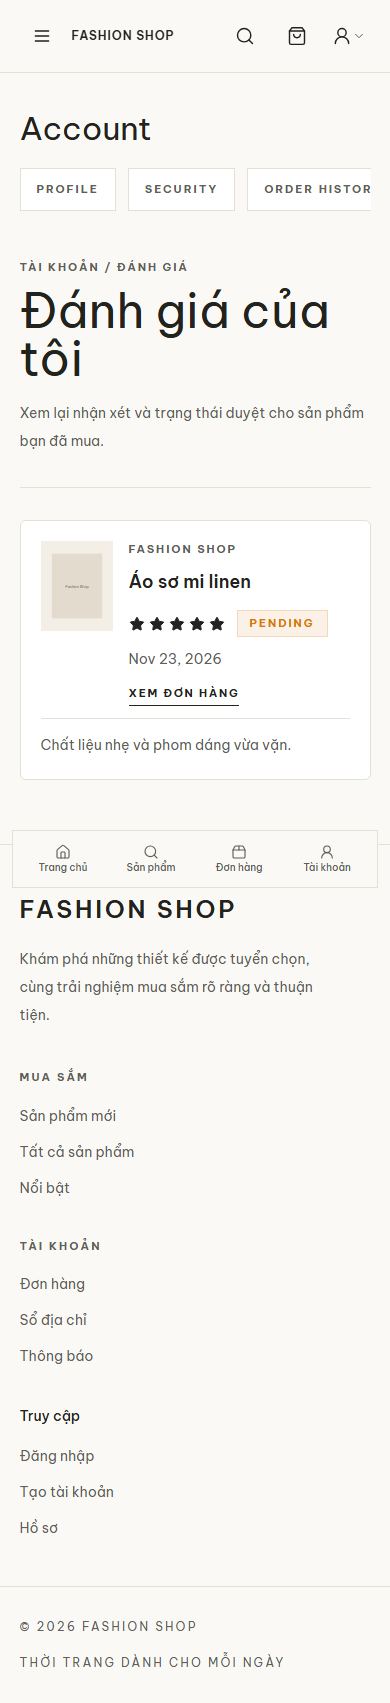 FASHION SHOP
Account
PROFILE
SECURITY
ORDER HISTOR
TÀI KHOẢN / ĐÁNH GIÁ
Đánh giá của
tôi
Xem lại nhận xét và trạng thái duyệt cho sản phẩm
bạn đã mua.
Fashion Shop
FASHION SHOP
Áo sơ mi linen
PENDING
Nov 23, 2026
XEM ĐƠN HÀNG
Chất liệu nhẹ và phom dáng vừa vặn.
Trang chủ
Sản phẩm
Đơn hàng
Tài khoản
FASHION SHOP
Khám phá những thiết kế được tuyển chọn,
cùng trải nghiệm mua sắm rõ ràng và thuận
tiện.
MUA SẮM
Sản phẩm mới
Tất cả sản phẩm
Nổi bật
TÀI KHOẢN
Đơn hàng
Sổ địa chỉ
Thông báo
Truy cập
Đăng nhập
Tạo tài khoản
Hồ sơ
© 2026 FASHION SHOP
THỜI TRANG DÀNH CHO MỖI NGÀY